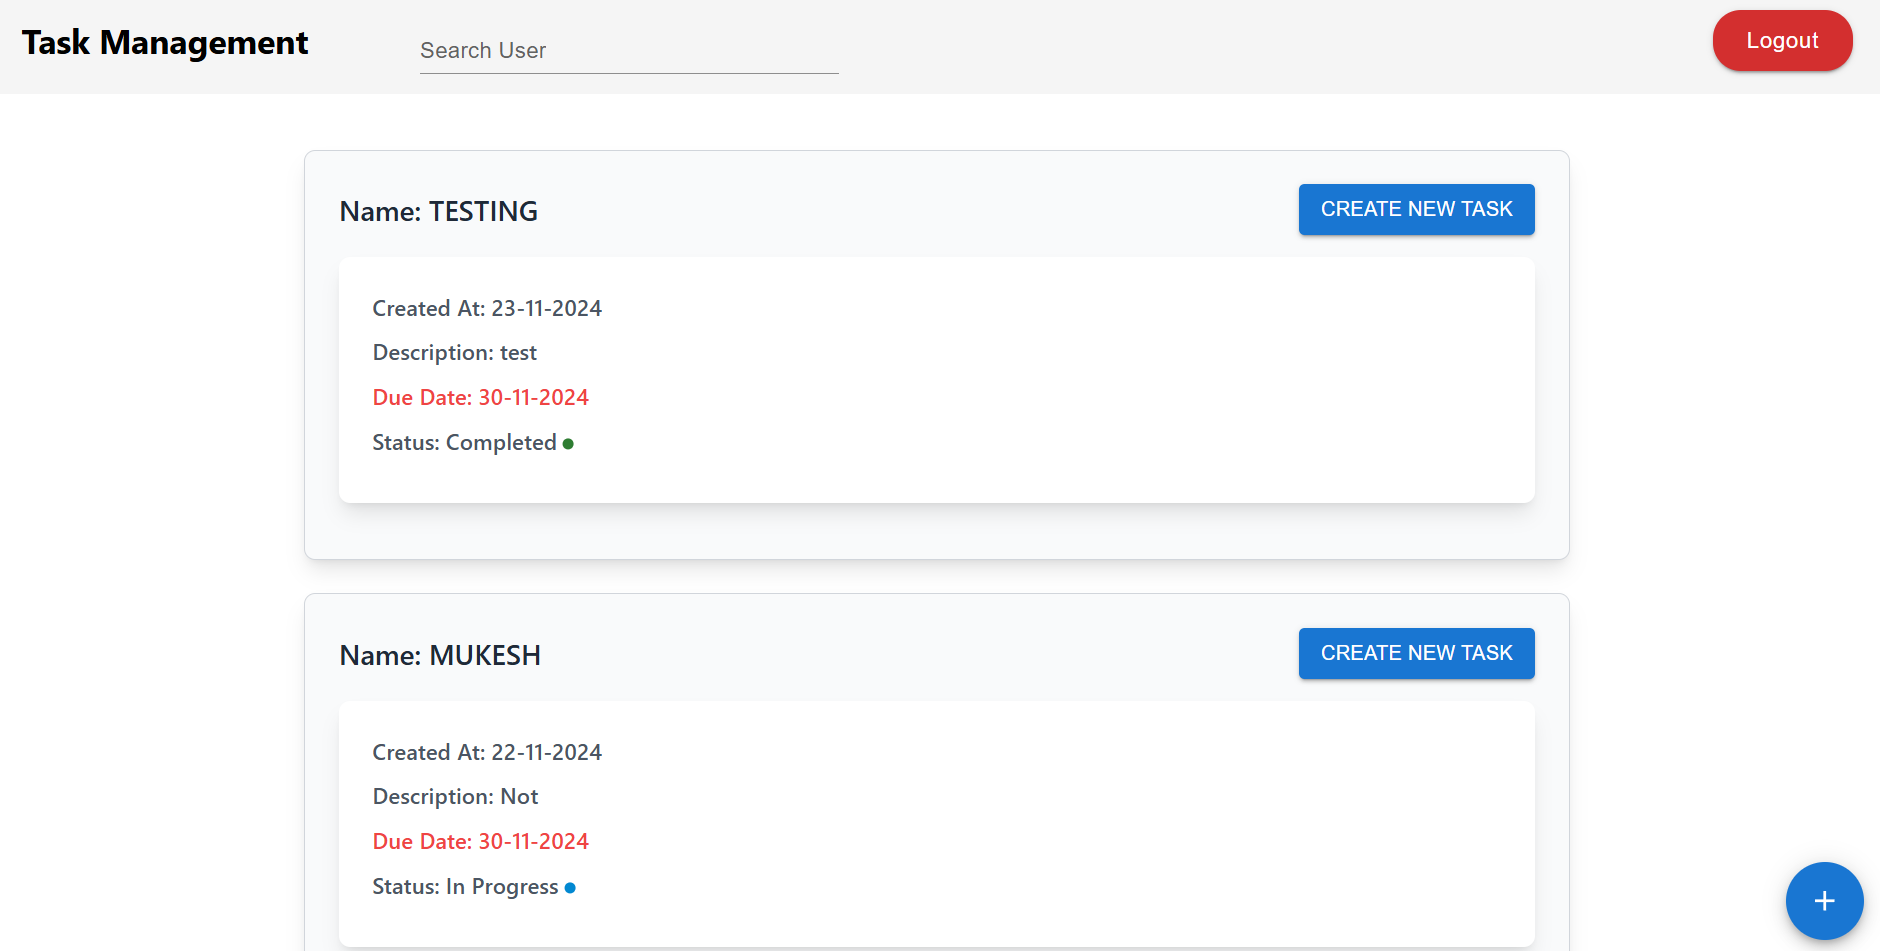 Task Management
Search User
Logout
Name: TESTING
CREATE NEW TASK
Created At: 23-11-2024
Description: test
Due Date: 30-11-2024
Status: Completed
Name: MUKESH
CREATE NEW TASK
Created At: 22-11-2024
Description: Not
Due Date: 30-11-2024
Status: In Progress
+